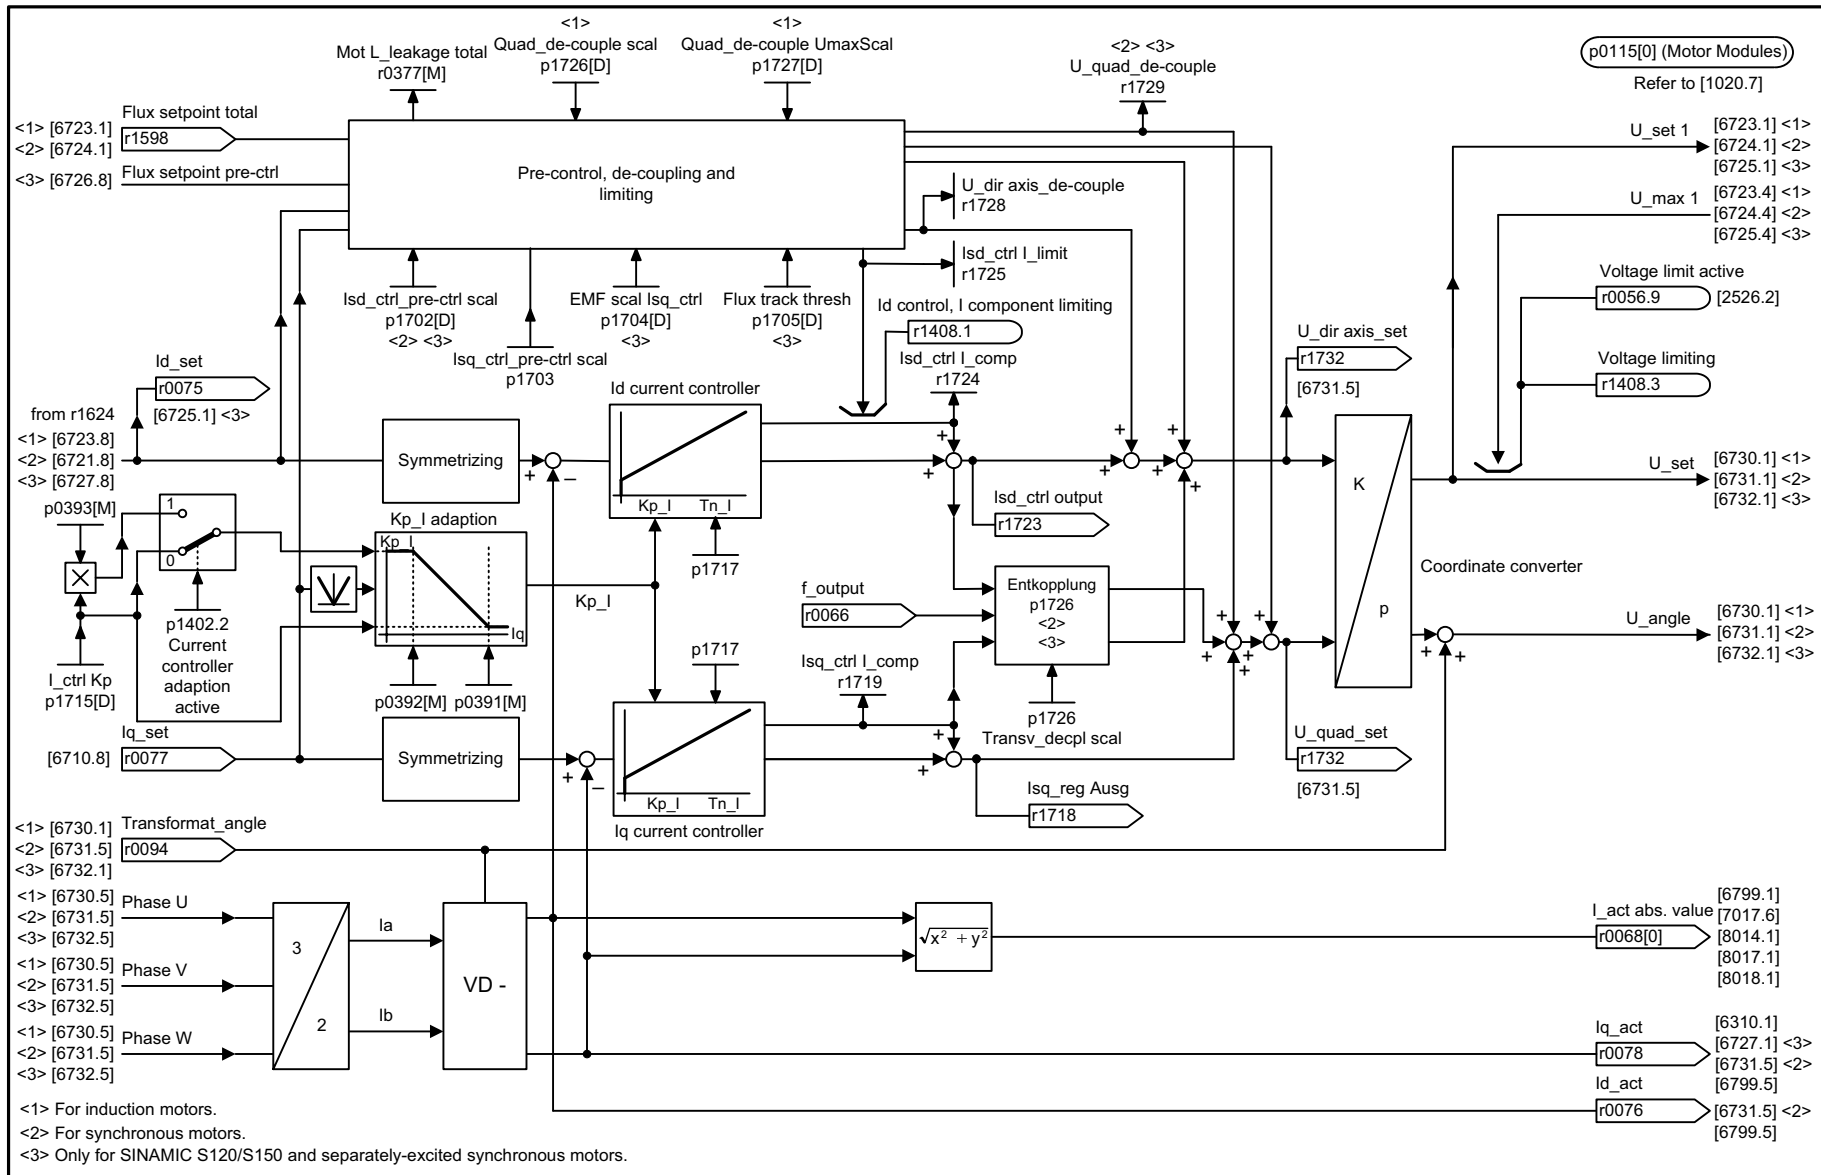 <1>
Quad_de-couple scal
p1726[D]
<1>
Quad_de-couple UmaxScal
p1727[D]
Mot L_leakage total
r0377[M]
<2> <3>
U_quad_de-couple
r1729
p0115[0] (Motor Modules)
Refer to [1020.7]
Flux setpoint total
<1> [6723.1]
<2> [6724.1]
r1598
<3> [6726.8]
Flux setpoint pre-ctrl
Pre-control, de-coupling and
limiting
U_dir axis_de-couple
r1728
Isd_ctrl I_limit
r1725
U_set 1
[6723.1] <1>
[6724.1] <2>
[6725.1] <3>
U_max 1
[6723.4] <1>
[6724.4] <2>
[6725.4] <3>
Voltage limit active
r0056.9
[2526.2]
Voltage limiting
r1408.3
Isd_ctrl_pre-ctrl scal
p1702[D]
<2> <3>
Isq_ctrl_pre-ctrl scal
p1703
EMF scal Isq_ctrl
p1704[D]
<3>
Flux track thresh
p1705[D]
<3>
Id control, I component limiting
r1408.1
Isd_ctrl I_comp
r1724
U_dir axis_set
r1732
[6731.5]
Id_set
r0075
[6725.1] <3>
from r1624
<1> [6723.8]
<2> [6721.8]
<3> [6727.8]
Symmetrizing
+
−
Id current controller
Kp_I
Tn_I
p1717
+
+
+
+
+
+
+
Isd_ctrl output
r1723
K
p
Coordinate converter
U_set
[6730.1] <1>
[6731.1] <2>
[6732.1] <3>
p0393[M]
1
0
×
p1402.2
Current
controller
adaption
active
I_ctrl Kp
p1715[D]
Kp_I adaption
Kp_I
Iq
p0392[M]
p0391[M]
Kp_I
f_output
r0066
Entkopplung
p1726
<2>
<3>
p1726
Transv_decpl scal
+
+
+
+
+
+
+
U_angle
[6730.1] <1>
[6731.1] <2>
[6732.1] <3>
Iq_set
[6710.8]
r0077
Symmetrizing
+
−
p1717
Kp_I
Tn_I
Iq current controller
Isq_ctrl I_comp
r1719
+
+
Isq_reg Ausg
r1718
U_quad_set
r1732
[6731.5]
Transformat_angle
<1> [6730.1]
<2> [6731.5]
<3> [6732.1]
r0094
<1> [6730.5]
<2> [6731.5]
<3> [6732.5]
Phase U
<1> [6730.5]
<2> [6731.5]
<3> [6732.5]
Phase V
<1> [6730.5]
<2> [6731.5]
<3> [6732.5]
Phase W
3
2
Ia
Ib
VD -
√x² + y²
I_act abs. value
r0068[0]
[6799.1]
[7017.6]
[8014.1]
[8017.1]
[8018.1]
Iq_act
r0078
[6310.1]
[6727.1] <3>
[6731.5] <2>
[6799.5]
Id_act
r0076
[6731.5] <2>
[6799.5]
<1> For induction motors.
<2> For synchronous motors.
<3> Only for SINAMIC S120/S150 and separately-excited synchronous motors.